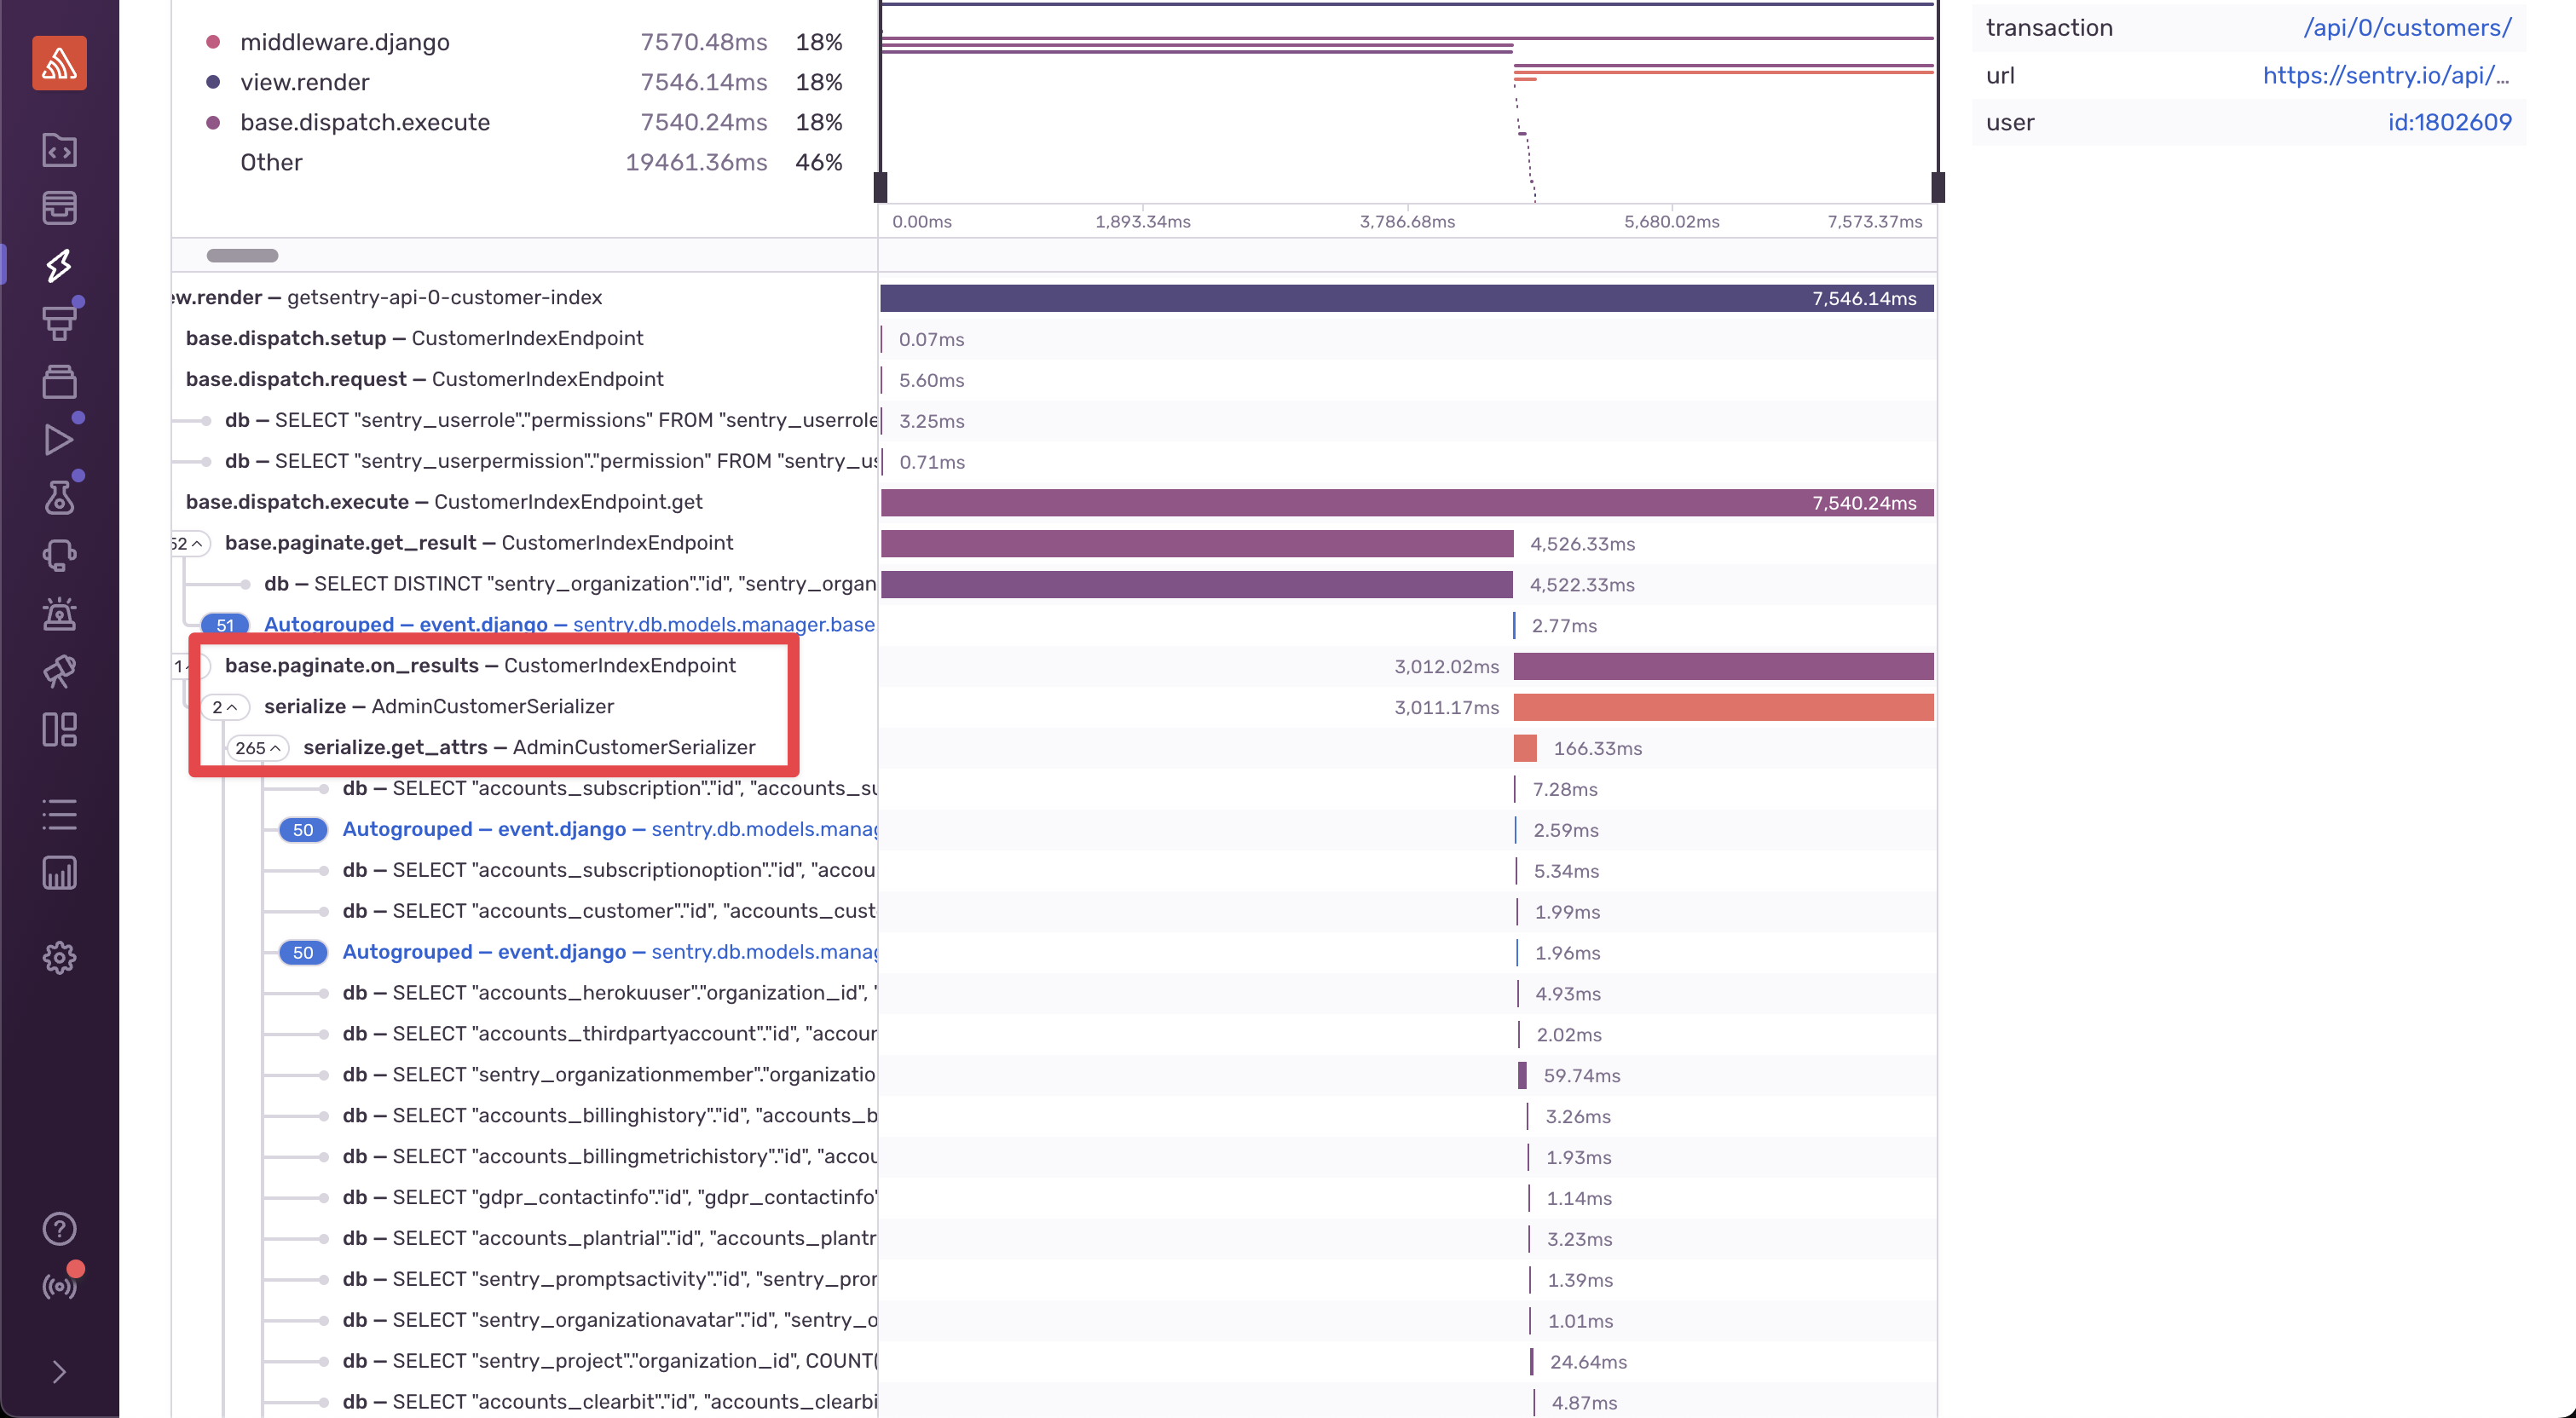 middleware.django 7570.48ms 18%
view.render 7546.14ms 18%
base.dispatch.execute 7540.24ms 18%
Other 19461.36ms 46%
0.00ms 1,893.34ms 3,786.68ms 5,680.02ms 7,573.37ms
transaction /api/0/customers/
url https://sentry.io/api/...
user id:1802609
ew.render — getsentry-api-0-customer-index 7,546.14ms
base.dispatch.setup — CustomerIndexEndpoint 0.07ms
base.dispatch.request — CustomerIndexEndpoint 5.60ms
db — SELECT "sentry_userrole"."permissions" FROM "sentry_userrole 3.25ms
db — SELECT "sentry_userpermission"."permission" FROM "sentry_us 0.71ms
base.dispatch.execute — CustomerIndexEndpoint.get 7,540.24ms
52 base.paginate.get_result — CustomerIndexEndpoint 4,526.33ms
db — SELECT DISTINCT "sentry_organization"."id", "sentry_organ 4,522.33ms
51 Autogrouped — event.django — sentry.db.models.manager.base 2.77ms
1 base.paginate.on_results — CustomerIndexEndpoint 3,012.02ms
2 serialize — AdminCustomerSerializer 3,011.17ms
265 serialize.get_attrs — AdminCustomerSerializer 166.33ms
db — SELECT "accounts_subscription"."id", "accounts_su 7.28ms
50 Autogrouped — event.django — sentry.db.models.manag 2.59ms
db — SELECT "accounts_subscriptionoption"."id", "accou 5.34ms
db — SELECT "accounts_customer"."id", "accounts_cust 1.99ms
50 Autogrouped — event.django — sentry.db.models.manag 1.96ms
db — SELECT "accounts_herokuuser"."organization_id", " 4.93ms
db — SELECT "accounts_thirdpartyaccount"."id", "accour 2.02ms
db — SELECT "sentry_organizationmember"."organizatio 59.74ms
db — SELECT "accounts_billinghistory"."id", "accounts_b 3.26ms
db — SELECT "accounts_billingmetrichistory"."id", "accou 1.93ms
db — SELECT "gdpr_contactinfo"."id", "gdpr_contactinfo" 1.14ms
db — SELECT "accounts_plantrial"."id", "accounts_plantr 3.23ms
db — SELECT "sentry_promptsactivity"."id", "sentry_pror 1.39ms
db — SELECT "sentry_organizationavatar"."id", "sentry_o 1.01ms
db — SELECT "sentry_project"."organization_id", COUNT( 24.64ms
db — SELECT "accounts_clearbit"."id", "accounts_clearbi 4.87ms